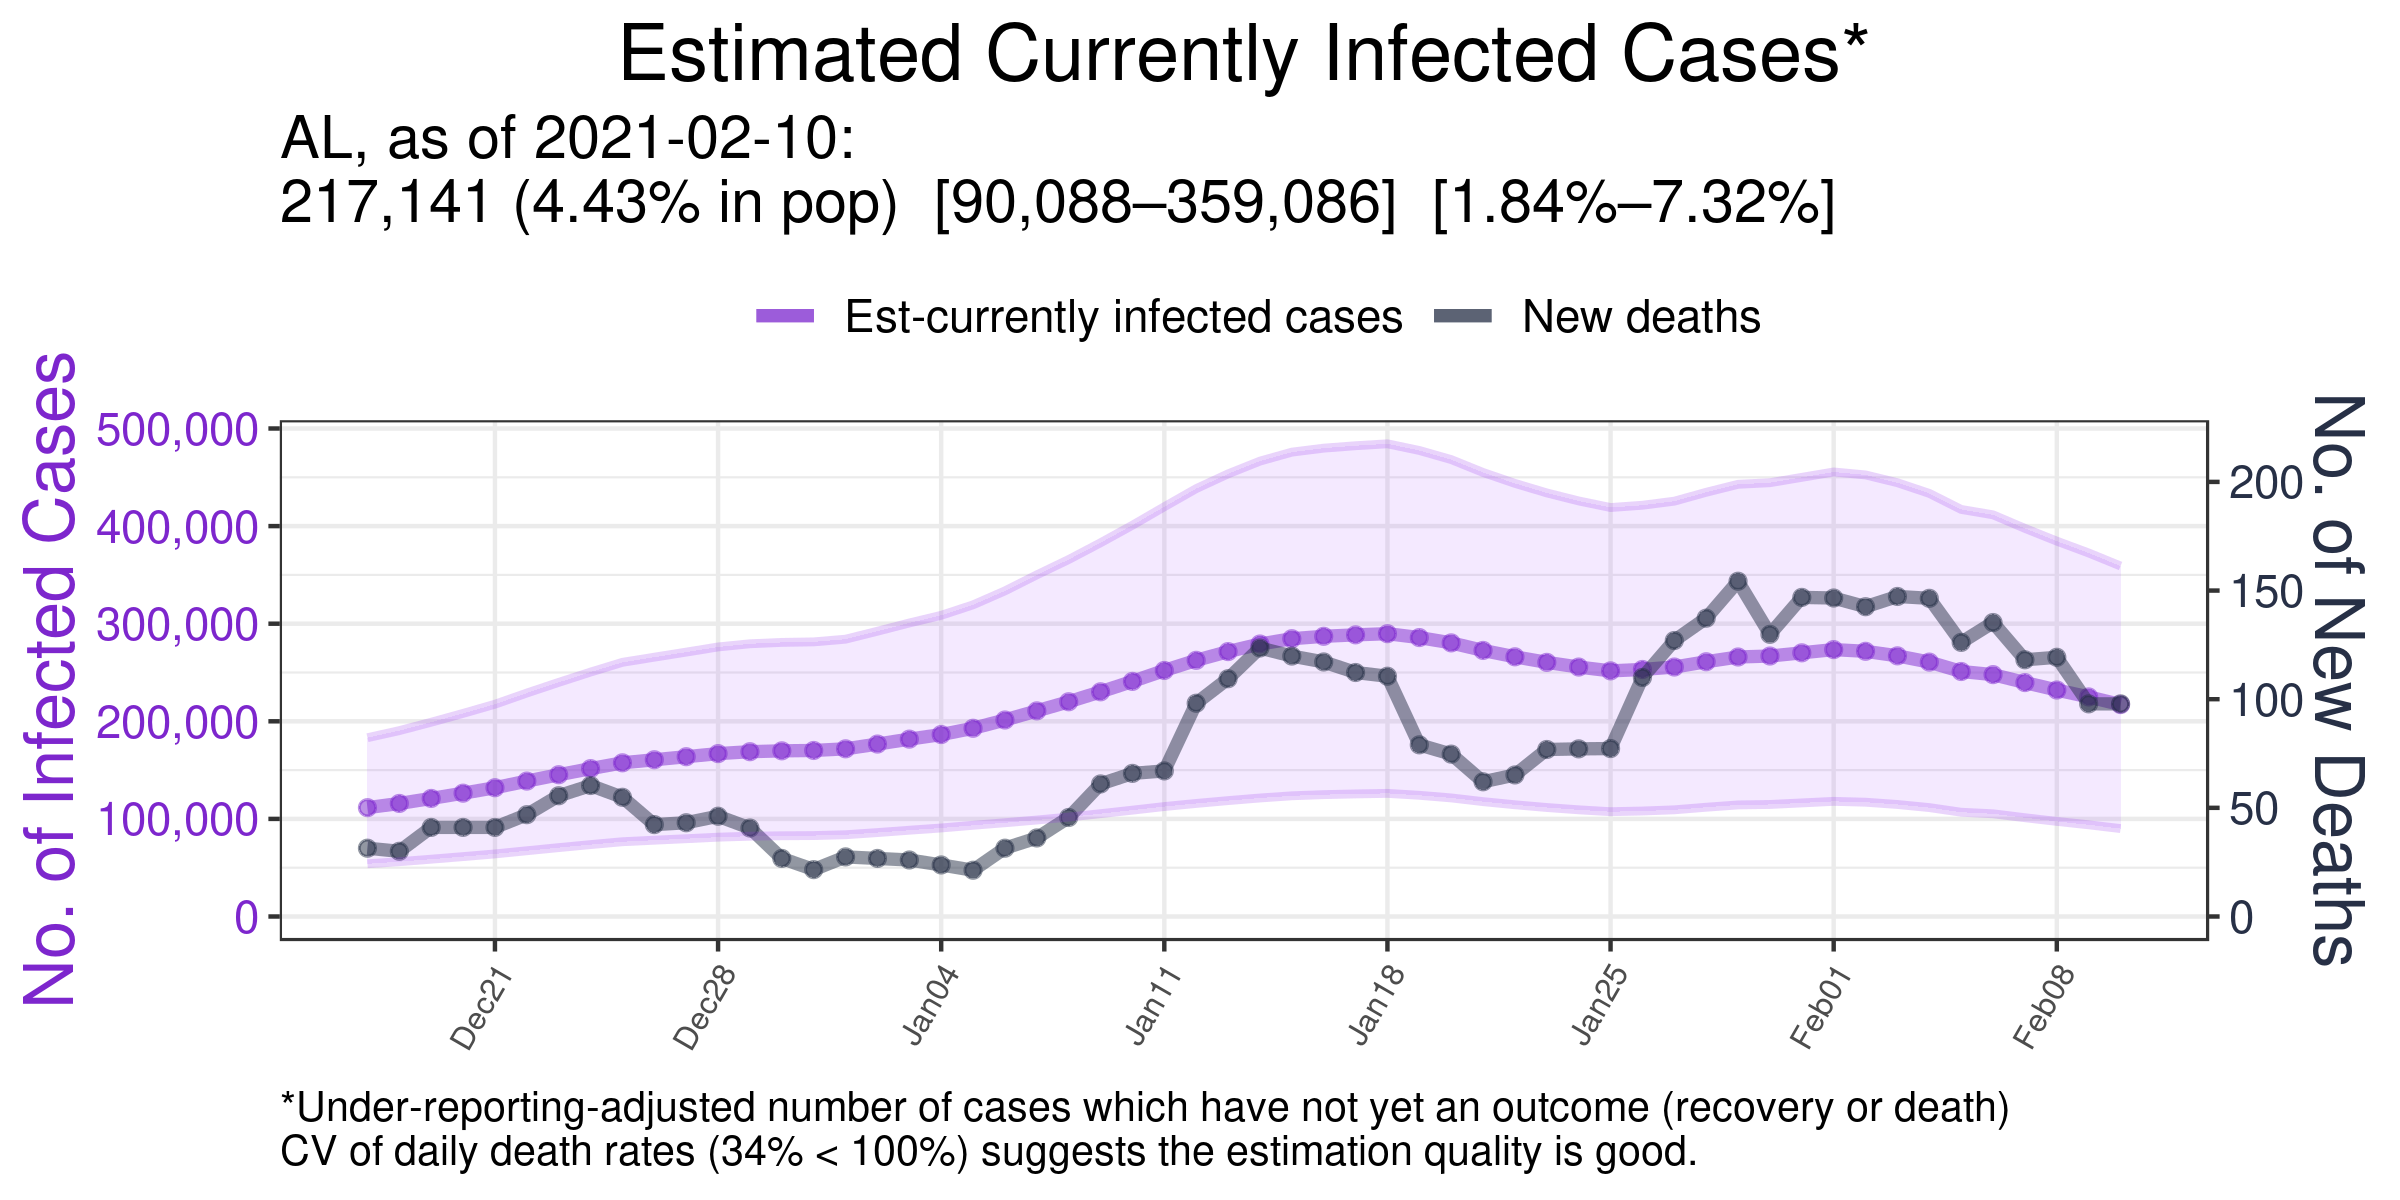 Estimated Currently Infected Cases*
AL, as of 2021-02-10:
217,141 (4.43% in pop)  [90,088–359,086]  [1.84%–7.32%]
Est-currently infected cases
New deaths
No. of Infected Cases
500,000
400,000
300,000
200,000
100,000
0
200
150
100
50
0
No. of New Deaths
Dec21
Dec28
Jan04
Jan11
Jan18
Jan25
Feb01
Feb08
*Under-reporting-adjusted number of cases which have not yet an outcome (recovery or death)
CV of daily death rates (34% < 100%) suggests the estimation quality is good.